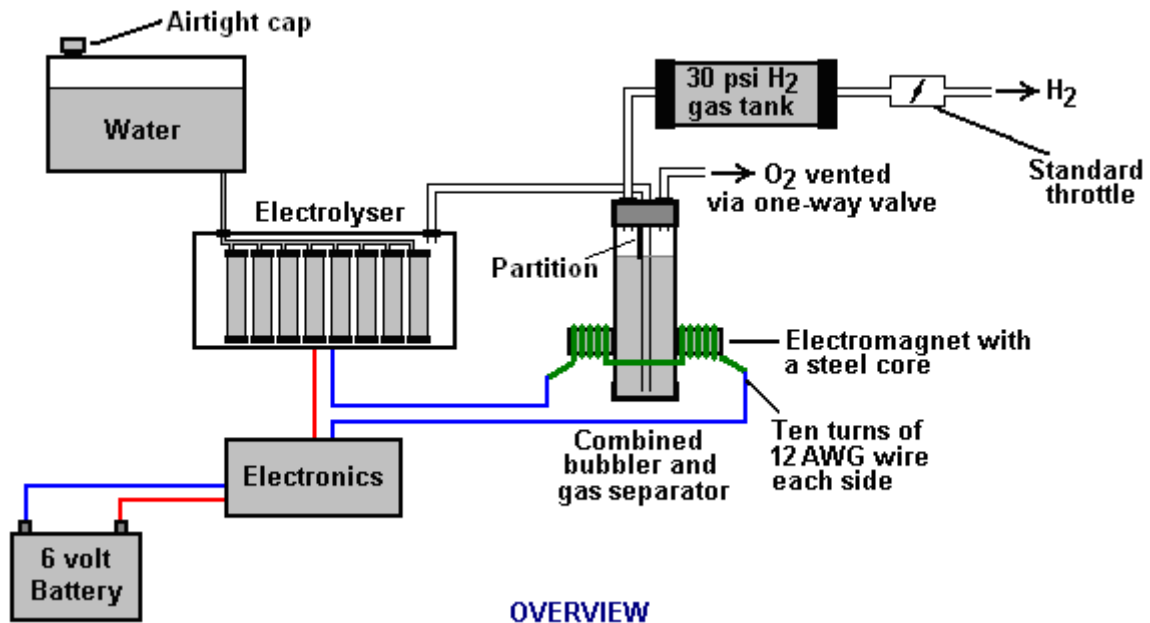 Airtight cap
Water
30 psi H2
gas tank
H2
Standard
throttle
O2 vented
via one-way valve
Electrolyser
Partition
Electromagnet with
a steel core
Combined
bubbler and
gas separator
Ten turns of
12 AWG wire
each side
Electronics
6 volt
Battery
OVERVIEW